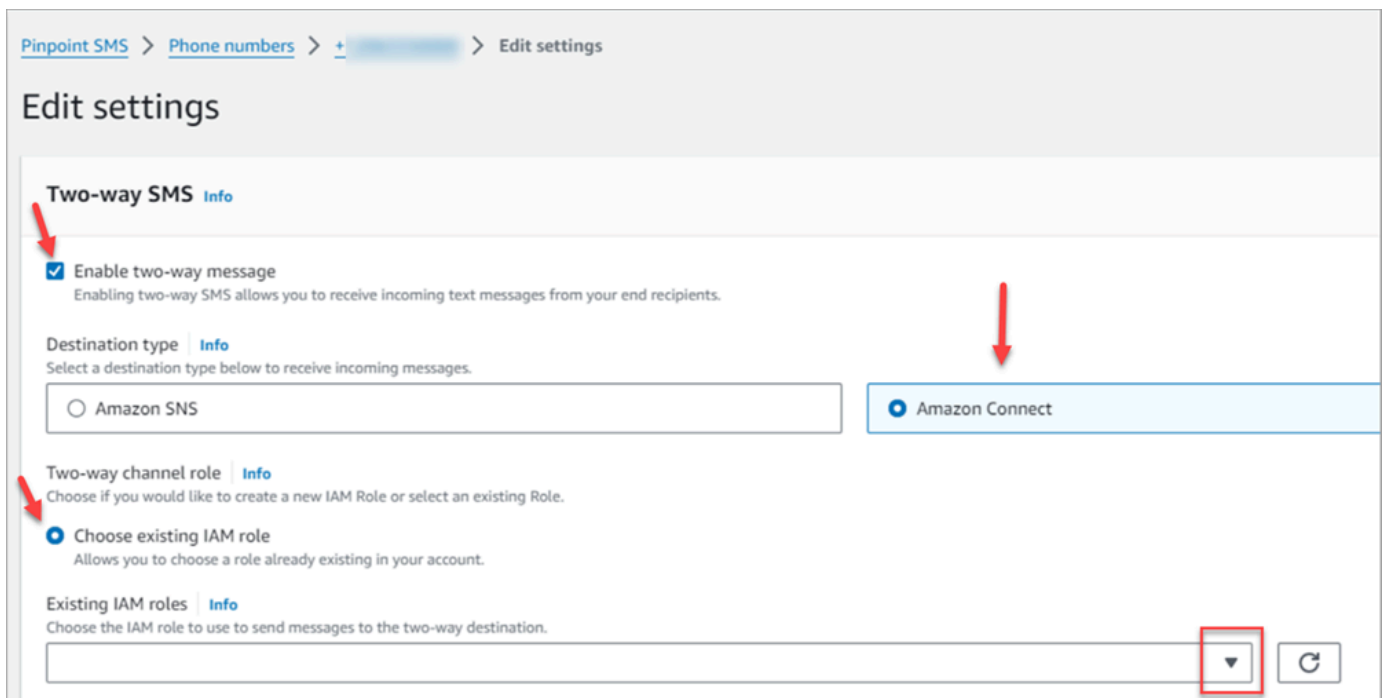 Pinpoint SMS > Phone numbers > + > Edit settings
Edit settings
Two-way SMS Info
Enable two-way message
Enabling two-way SMS allows you to receive incoming text messages from your end recipients.
Destination type Info
Select a destination type below to receive incoming messages.
Amazon SNS
Amazon Connect
Two-way channel role Info
Choose if you would like to create a new IAM Role or select an existing Role.
Choose existing IAM role
Allows you to choose a role already existing in your account.
Existing IAM roles Info
Choose the IAM role to use to send messages to the two-way destination.